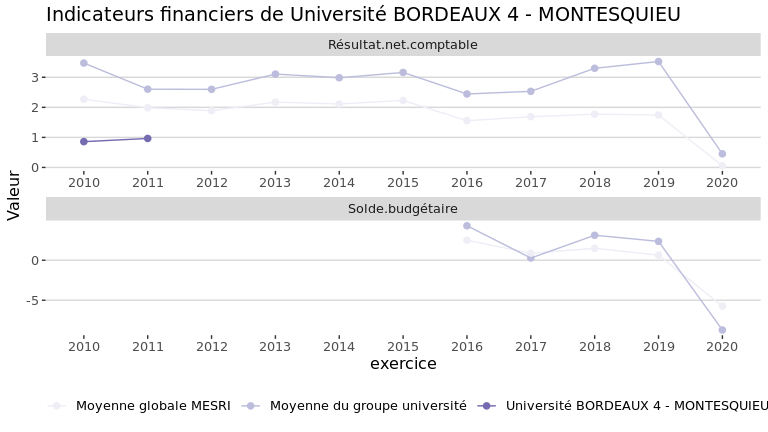 Indicateurs financiers de Université BORDEAUX 4 - MONTESQUIEU
Résultat.net.comptable
3
2
1
0
2010 2011 2012 2013 2014 2015 2016 2017 2018 2019 2020
Valeur
Solde.budgétaire
0
-5
2010 2011 2012 2013 2014 2015 2016 2017 2018 2019 2020
exercice
Moyenne globale MESRI Moyenne du groupe université Université BORDEAUX 4 - MONTESQUIEU